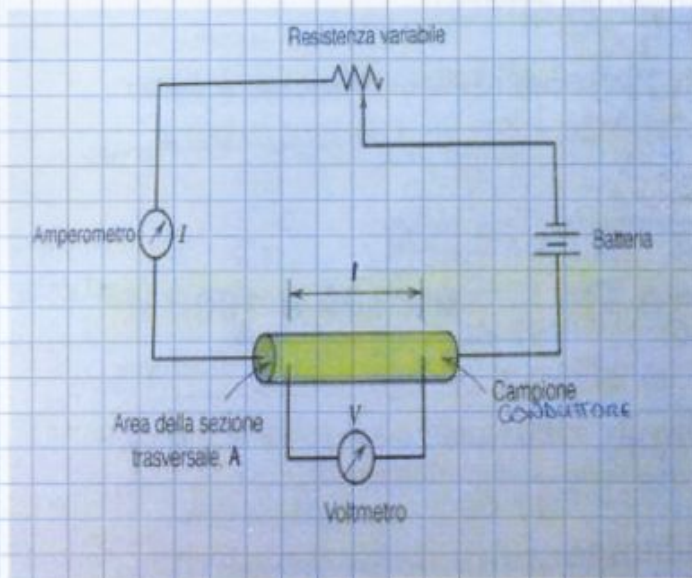 Resistenza variabile
Amperometro
I
Batteria
l
Campione
CONDUTTORE
Area della sezione
trasversale, A
V
Voltmetro